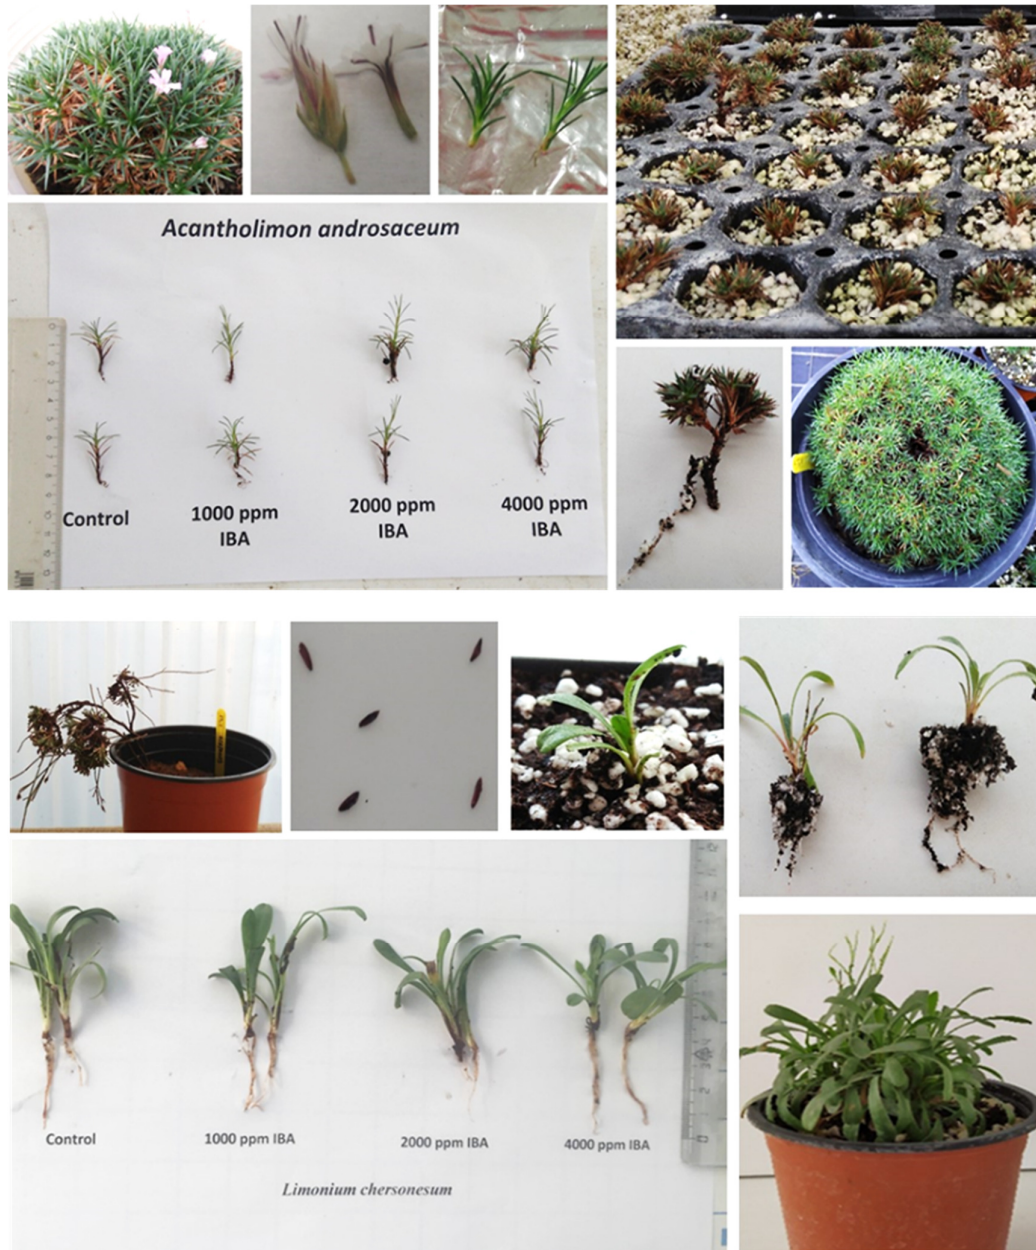 Acantholimon androsaceum
Control
1000 ppm
IBA
2000 ppm
IBA
4000 ppm
IBA
Control
1000 ppm IBA
2000 ppm IBA
4000 ppm IBA
Limonium chersonesum